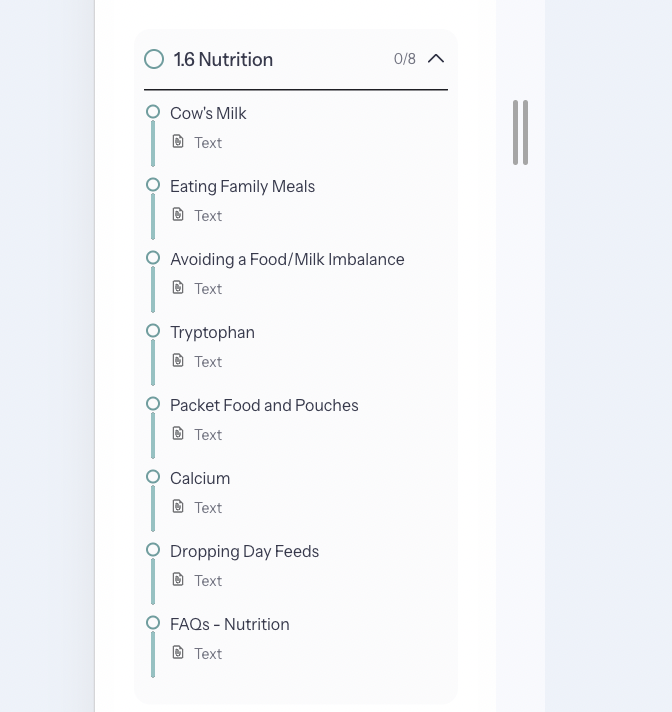 1.6 Nutrition 0/8
Cow's Milk
Text
Eating Family Meals
Text
Avoiding a Food/Milk Imbalance
Text
Tryptophan
Text
Packet Food and Pouches
Text
Calcium
Text
Dropping Day Feeds
Text
FAQs - Nutrition
Text